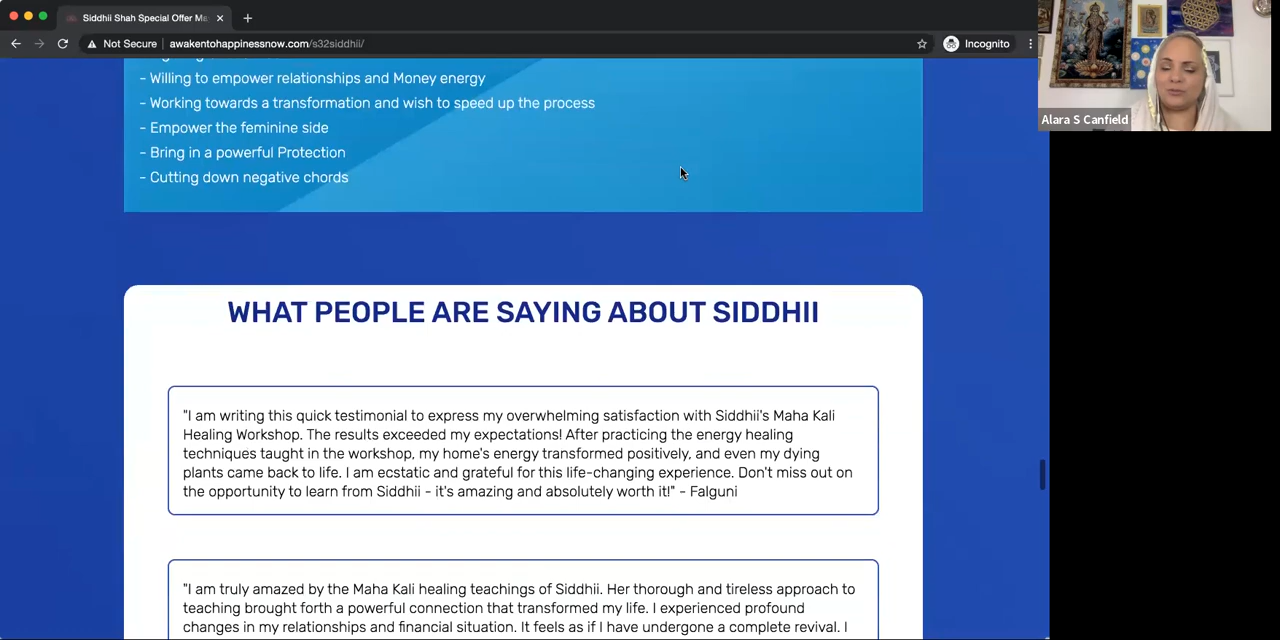 Siddhii Shah Special Offer Ma
Not Secure
awakentohappinessnow.com/s32siddhii/
Incognito
- Willing to empower relationships and Money energy
- Working towards a transformation and wish to speed up the process
- Empower the feminine side
- Bring in a powerful Protection
- Cutting down negative chords
Alara S Canfield
WHAT PEOPLE ARE SAYING ABOUT SIDDHII
"I am writing this quick testimonial to express my overwhelming satisfaction with Siddhii's Maha Kali
Healing Workshop. The results exceeded my expectations! After practicing the energy healing
techniques taught in the workshop, my home's energy transformed positively, and even my dying
plants came back to life. I am ecstatic and grateful for this life-changing experience. Don't miss out on
the opportunity to learn from Siddhii - it's amazing and absolutely worth it!" - Falguni
"I am truly amazed by the Maha Kali healing teachings of Siddhii. Her thorough and tireless approach to
teaching brought forth a powerful connection that transformed my life. I experienced profound
changes in my relationships and financial situation. It feels as if I have undergone a complete revival. I